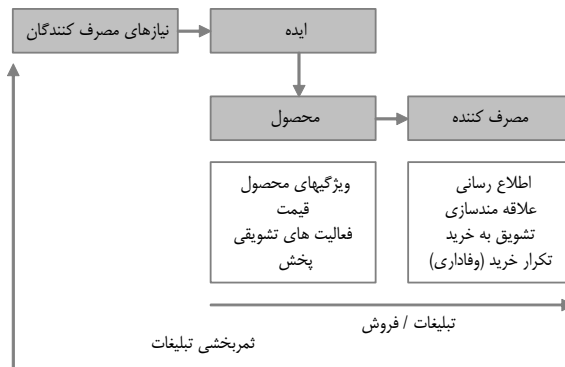 نیازهای مصرف کنندگان
ایده
محصول
مصرف کننده
ویژگیهای محصول
قیمت
فعالیت های تشویقی
پخش
اطلاع رسانی
علاقه مندسازی
تشویق به خرید
تکرار خرید (وفاداری)
تبلیغات / فروش
ثمربخشی تبلیغات